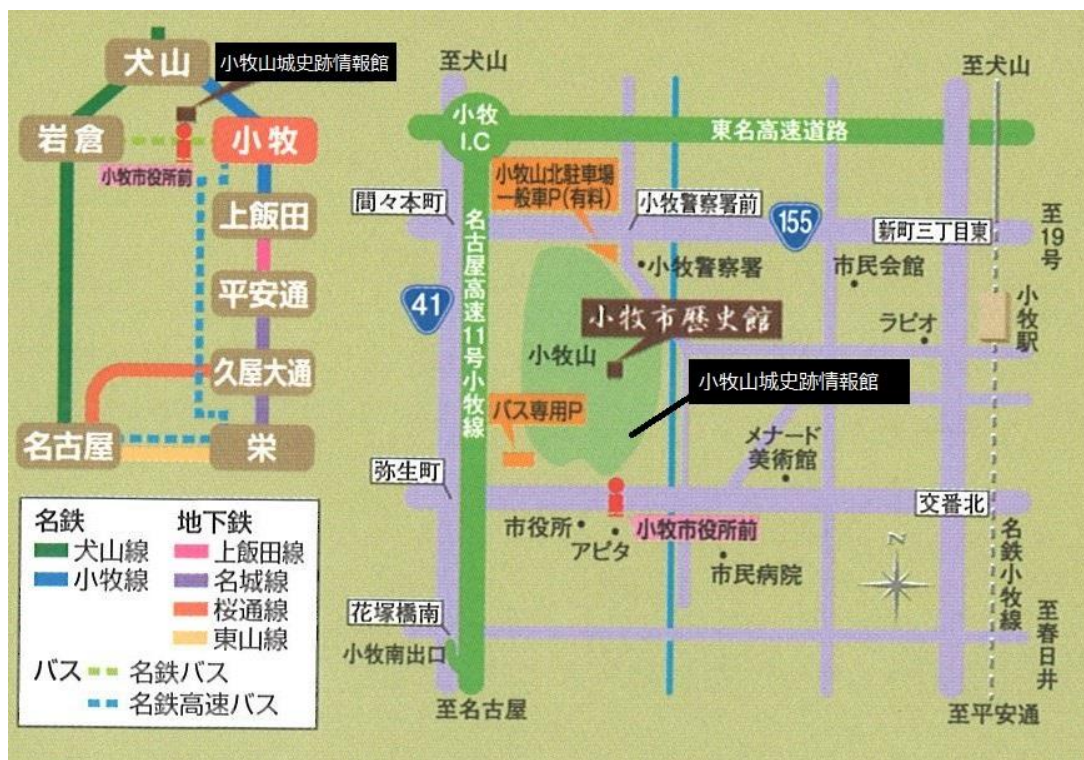 犬山
小牧山城史跡情報館
岩倉
小牧
小牧市役所前
上飯田
平安通
久屋大通
名古屋
栄
名鉄
犬山線
小牧線
地下鉄
上飯田線
名城線
桜通線
東山線
バス
名鉄バス
名鉄高速バス
至犬山
至犬山
小牧
I.C
東名高速道路
小牧山北駐車場
一般車P(有料)
間々本町
小牧警察署前
155
新町三丁目東
至19号
小牧警察署
市民会館
41
名古屋高速11号小牧線
小牧市歴史館
ラピオ
小牧駅
小牧山
小牧山城史跡情報館
バス専用P
メナード
美術館
弥生町
交番北
市役所
アピタ
小牧市役所前
市民病院
N
名鉄小牧線
花塚橋南
小牧南出口
至春日井
至名古屋
至平安通